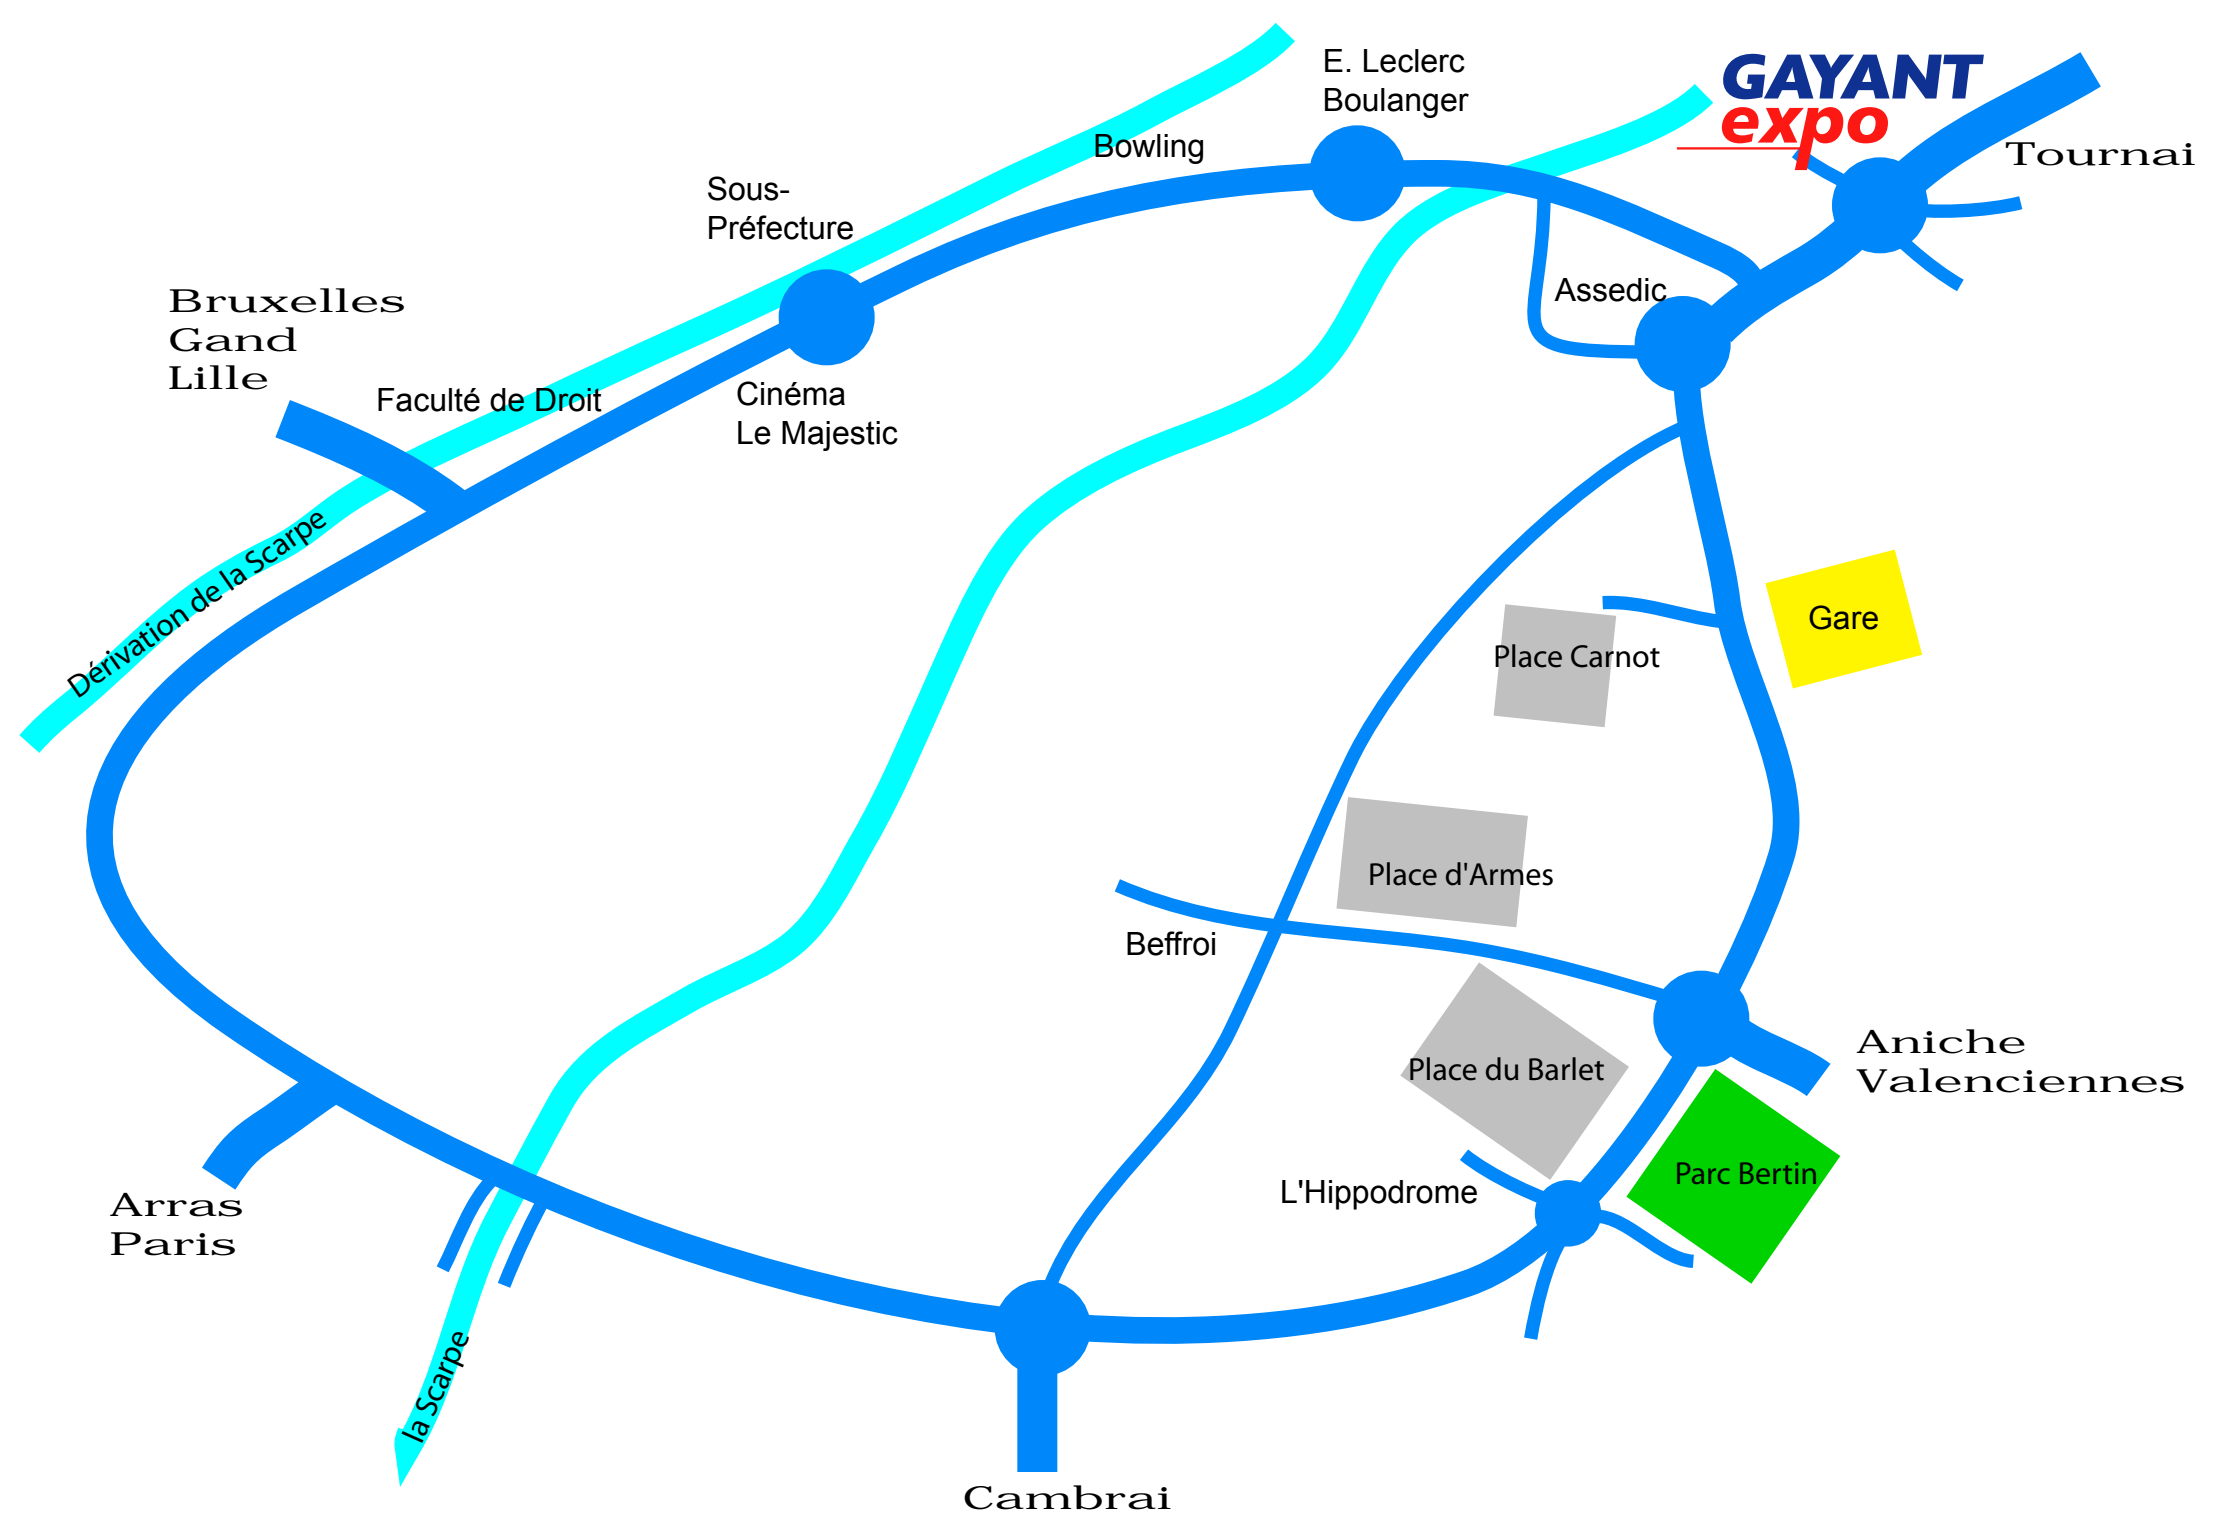 E. Leclerc
Boulanger
GAYANT
expo
Bowling
Tournai
Sous-
Préfecture
Bruxelles
Gand
Lille
Assedic
Faculté de Droit
Cinéma
Le Majestic
Dérivation de la Scarpe
Gare
Place Carnot
Place d'Armes
Beffroi
Place du Barlet
Aniche
Valenciennes
Parc Bertin
L'Hippodrome
Arras
Paris
la Scarpe
Cambrai